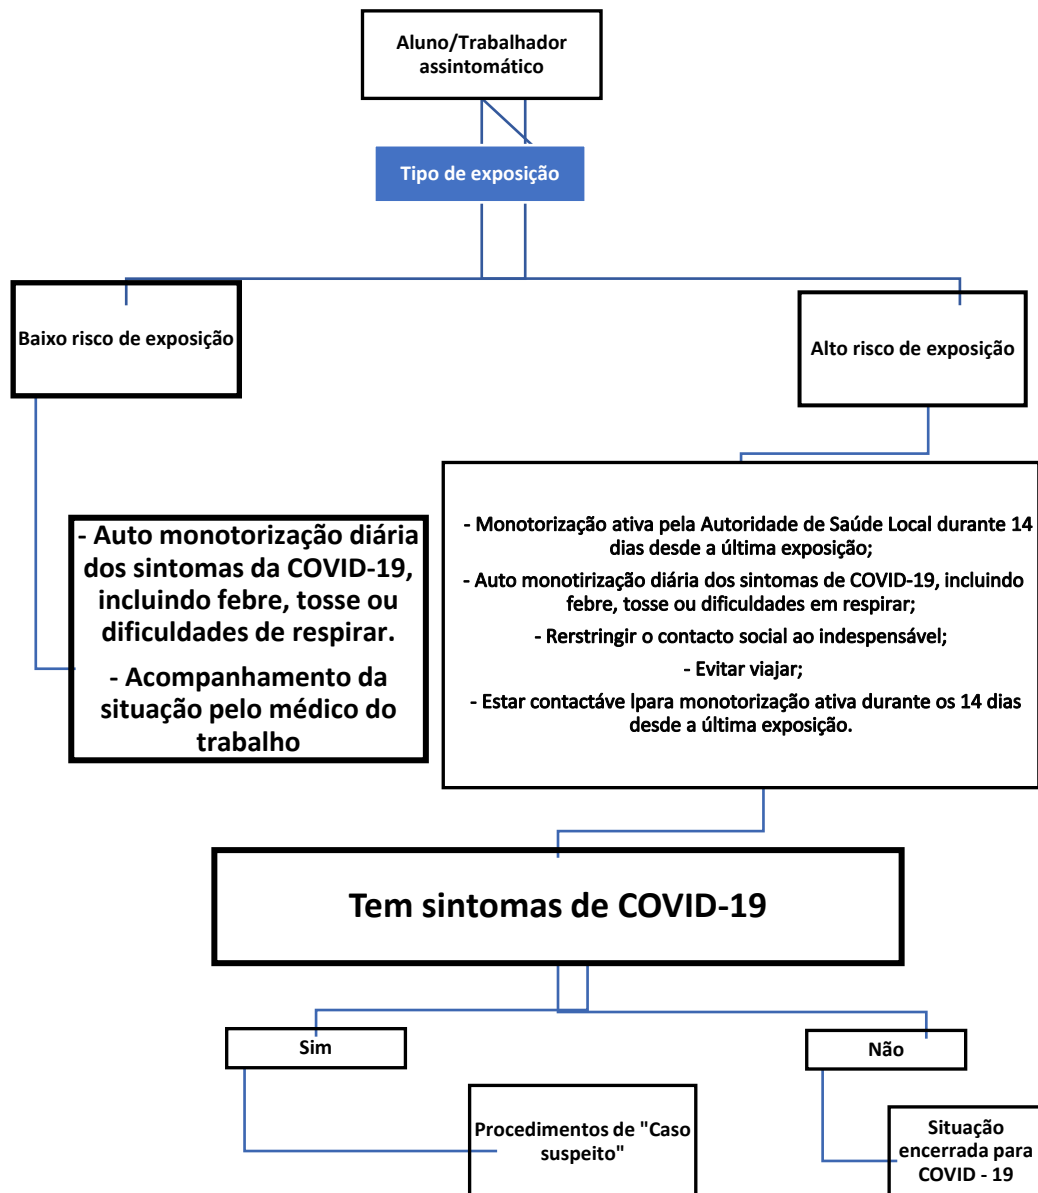 Aluno/Trabalhador
assintomático
Tipo de exposição
Baixo risco de exposição
Alto risco de exposição
- Auto monotorização diária
dos sintomas da COVID-19,
incluindo febre, tosse ou
dificuldades de respirar.
- Acompanhamento da
situação pelo médico do
trabalho
- Monotorização ativa pela Autoridade de Saúde Local durante 14
dias desde a última exposição;
- Auto monotirização diária dos sintomas de COVID-19, incluindo
febre, tosse ou dificuldades em respirar;
- Rerstringir o contacto social ao indespensável;
- Evitar viajar;
- Estar contactáve lpara monotorização ativa durante os 14 dias
desde a última exposição.
Tem sintomas de COVID-19
Sim
Não
Procedimentos de "Caso
suspeito"
Situação
encerrada para
COVID - 19